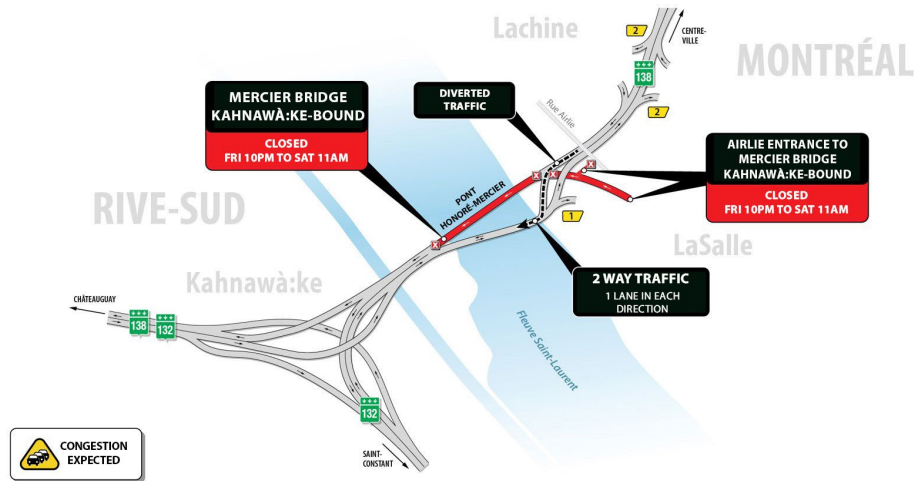 Lachine
2
CENTRE-
VILLE
MONTRÉAL
138
MERCIER BRIDGE
KAHNAWÀ:KE-BOUND
CLOSED
FRI 10PM TO SAT 11AM
DIVERTED
TRAFFIC
Rue Airlie
2
AIRLIE ENTRANCE TO
MERCIER BRIDGE
KAHNAWÀ:KE-BOUND
CLOSED
FRI 10PM TO SAT 11AM
X
X
X
PONT
HONORÉ-MERCIER
RIVE-SUD
1
X
LaSalle
Kahnawà:ke
2 WAY TRAFFIC
1 LANE IN EACH
DIRECTION
CHÂTEAUGUAY
138
132
Fleuve Saint-Laurent
132
CONGESTION
EXPECTED
SAINT-
CONSTANT